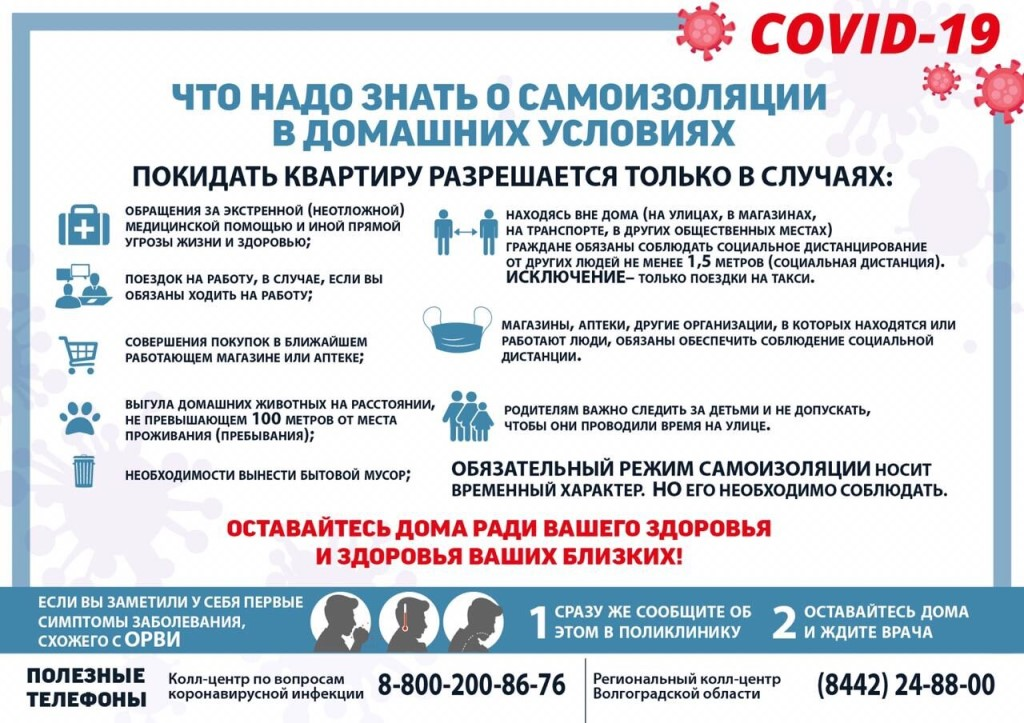 COVID-19
ЧТО НАДО ЗНАТЬ О САМОИЗОЛЯЦИИ
В ДОМАШНИХ УСЛОВИЯХ
ПОКИДАТЬ КВАРТИРУ РАЗРЕШАЕТСЯ ТОЛЬКО В СЛУЧАЯХ:
ОБРАЩЕНИЯ ЗА ЭКСТРЕННОЙ (НЕОТЛОЖНОЙ)
МЕДИЦИНСКОЙ ПОМОЩЬЮ И ИНОЙ ПРЯМОЙ
УГРОЗЫ ЖИЗНИ И ЗДОРОВЬЮ;
ПОЕЗДОК НА РАБОТУ, В СЛУЧАЕ, ЕСЛИ ВЫ
ОБЯЗАНЫ ХОДИТЬ НА РАБОТУ;
СОВЕРШЕНИЯ ПОКУПОК В БЛИЖАЙШЕМ
РАБОТАЮЩЕМ МАГАЗИНЕ ИЛИ АПТЕКЕ;
ВЫГУЛА ДОМАШНИХ ЖИВОТНЫХ НА РАССТОЯНИИ,
НЕ ПРЕВЫШАЮЩЕМ 100 МЕТРОВ ОТ МЕСТА
ПРОЖИВАНИЯ (ПРЕБЫВАНИЯ);
НЕОБХОДИМОСТИ ВЫНЕСТИ БЫТОВОЙ МУСОР;
НАХОДЯСЬ ВНЕ ДОМА (НА УЛИЦАХ, В МАГАЗИНАХ,
НА ТРАНСПОРТЕ, В ДРУГИХ ОБЩЕСТВЕННЫХ МЕСТАХ)
ГРАЖДАНЕ ОБЯЗАНЫ СОБЛЮДАТЬ СОЦИАЛЬНОЕ ДИСТАНЦИРОВАНИЕ
ОТ ДРУГИХ ЛЮДЕЙ НЕ МЕНЕЕ 1,5 МЕТРОВ (СОЦИАЛЬНАЯ ДИСТАНЦИЯ).
ИСКЛЮЧЕНИЕ– ТОЛЬКО ПОЕЗДКИ НА ТАКСИ.
МАГАЗИНЫ, АПТЕКИ, ДРУГИЕ ОРГАНИЗАЦИИ, В КОТОРЫХ НАХОДЯТСЯ ИЛИ
РАБОТАЮТ ЛЮДИ, ОБЯЗАНЫ ОБЕСПЕЧИТЬ СОБЛЮДЕНИЕ СОЦИАЛЬНОЙ
ДИСТАНЦИИ.
РОДИТЕЛЯМ ВАЖНО СЛЕДИТЬ ЗА ДЕТЬМИ И НЕ ДОПУСКАТЬ,
ЧТОБЫ ОНИ ПРОВОДИЛИ ВРЕМЯ НА УЛИЦЕ.
ОБЯЗАТЕЛЬНЫЙ РЕЖИМ САМОИЗОЛЯЦИИ НОСИТ
ВРЕМЕННЫЙ ХАРАКТЕР. НО ЕГО НЕОБХОДИМО СОБЛЮДАТЬ.
ОСТАВАЙТЕСЬ ДОМА РАДИ ВАШЕГО ЗДОРОВЬЯ
И ЗДОРОВЬЯ ВАШИХ БЛИЗКИХ!
ЕСЛИ ВЫ ЗАМЕТИЛИ У СЕБЯ ПЕРВЫЕ
СИМПТОМЫ ЗАБОЛЕВАНИЯ,
СХОЖЕГО С ОРВИ
1 СРАЗУ ЖЕ СООБЩИТЕ ОБ
ЭТОМ В ПОЛИКЛИНИКУ
2 ОСТАВАЙТЕСЬ ДОМА
И ЖДИТЕ ВРАЧА
ПОЛЕЗНЫЕ
ТЕЛЕФОНЫ
Колл-центр по вопросам
коронавирусной инфекции
8-800-200-86-76
Региональный колл-центр
Волгоградской области
(8442) 24-88-00